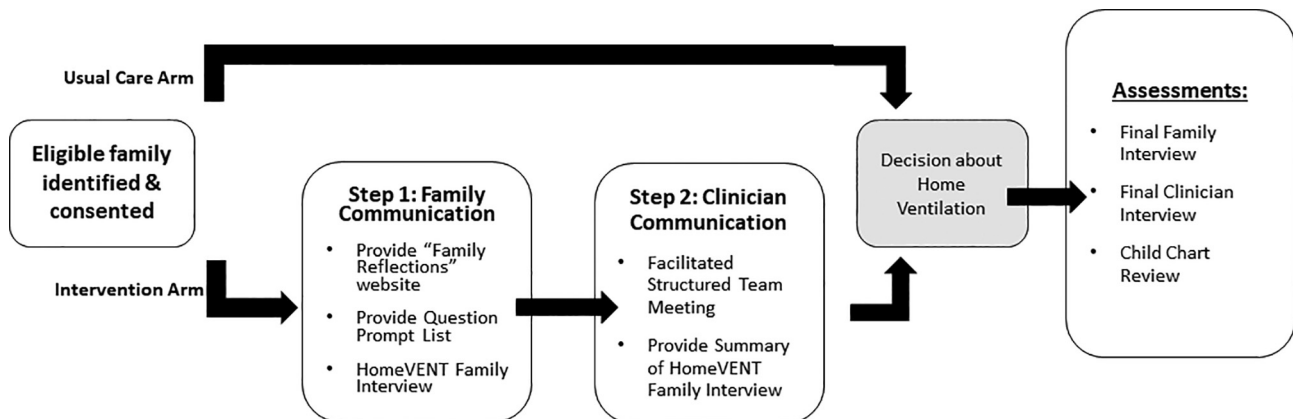 Usual Care Arm
Eligible family
identified &
consented
Intervention Arm
Step 1: Family
Communication
• Provide “Family
Reflections”
website
• Provide Question
Prompt List
• HomeVENT Family
Interview
Step 2: Clinician
Communication
• Facilitated
Structured Team
Meeting
• Provide Summary
of HomeVENT
Family Interview
Decision about
Home
Ventilation
Assessments:
• Final Family
Interview
• Final Clinician
Interview
• Child Chart
Review